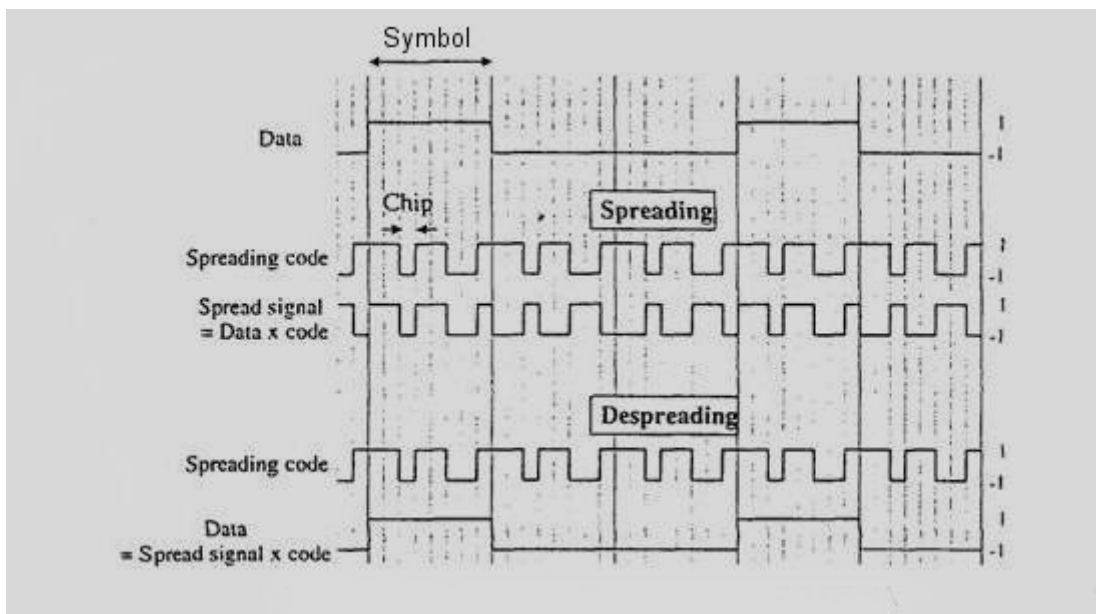 Symbol
Data
1
-1
Chip
Spreading
Spreading code
1
-1
Spread signal
= Data x code
1
-1
Despreading
Spreading code
1
-1
Data
= Spread signal x code
1
-1